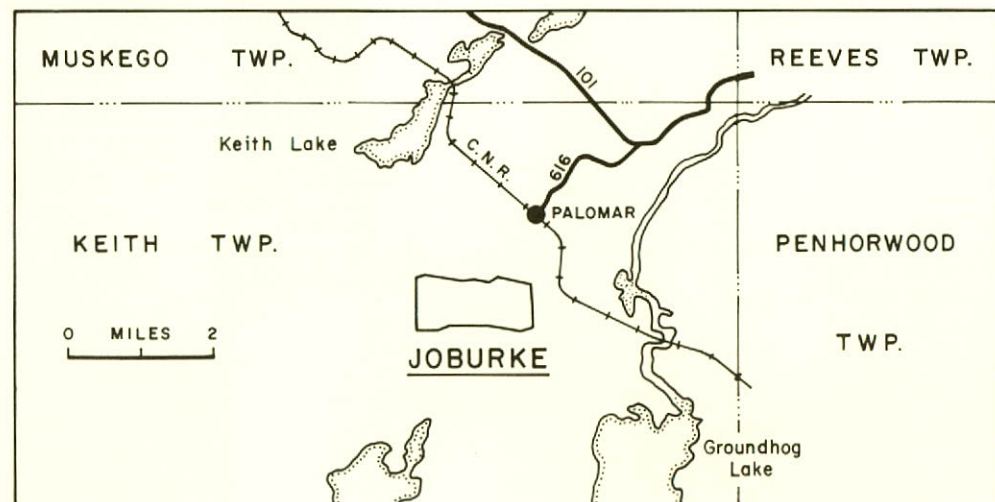 MUSKEGO TWP.
REEVES TWP.
101
Keith Lake
C.N.R.
616
PALOMAR
KEITH TWP.
PENHORWOOD
TWP.
0 MILES 2
JOBURKE
Groundhog
Lake